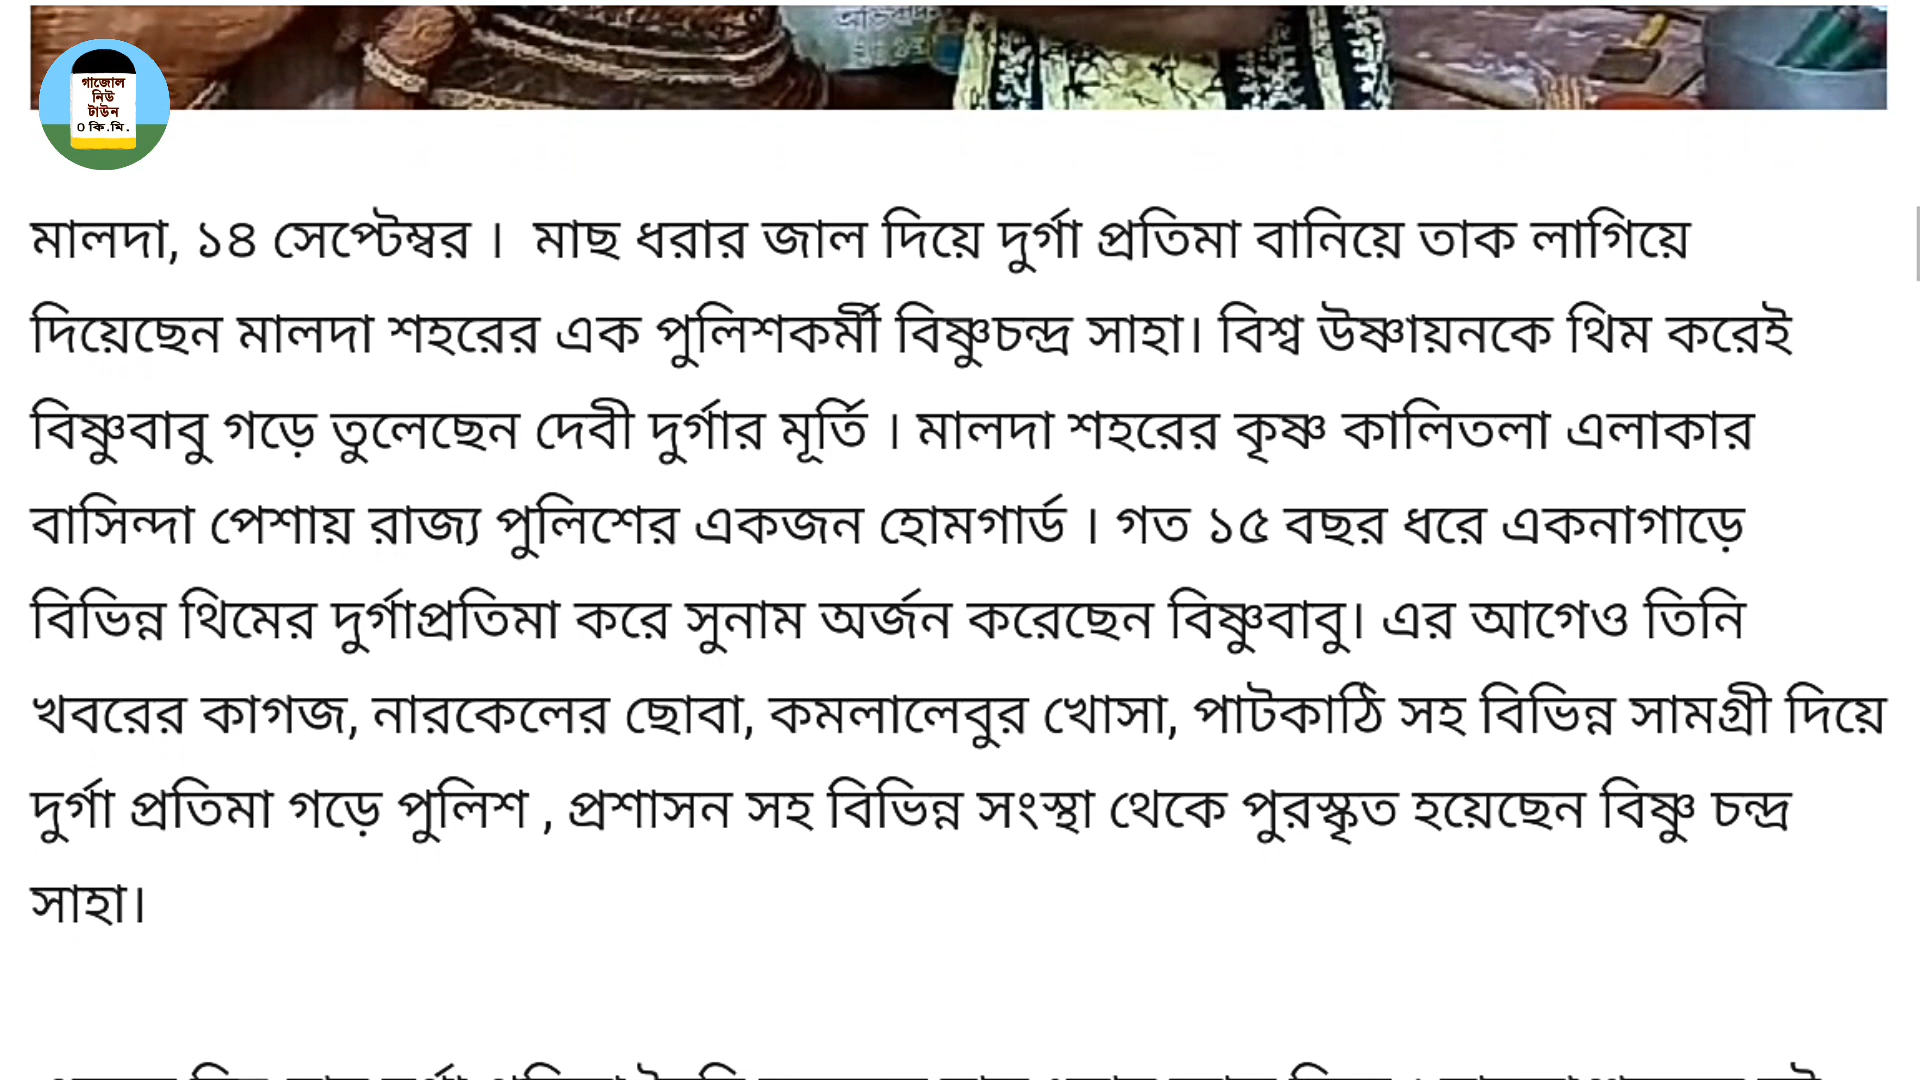 গাজোল
নিউ
টাউন
0 কি.মি.
মালদা, ১৪ সেপ্টেম্বর । মাছ ধরার জাল দিয়ে দুর্গা প্রতিমা বানিয়ে তাক লাগিয়ে
দিয়েছেন মালদা শহরের এক পুলিশকর্মী বিষ্ণুচন্দ্র সাহা। বিশ্ব উষ্ণায়নকে থিম করেই
বিষ্ণুবাবু গড়ে তুলেছেন দেবী দুর্গার মূর্তি । মালদা শহরের কৃষ্ণ কালিতলা এলাকার
বাসিন্দা পেশায় রাজ্য পুলিশের একজন হোমগার্ড । গত ১৫ বছর ধরে একনাগাড়ে
বিভিন্ন থিমের দুর্গাপ্রতিমা করে সুনাম অর্জন করেছেন বিষ্ণুবাবু। এর আগেও তিনি
খবরের কাগজ, নারকেলের ছোবা, কমলালেবুর খোসা, পাটকাঠি সহ বিভিন্ন সামগ্রী দিয়ে
দুর্গা প্রতিমা গড়ে পুলিশ , প্রশাসন সহ বিভিন্ন সংস্থা থেকে পুরস্কৃত হয়েছেন বিষ্ণু চন্দ্র
সাহা।